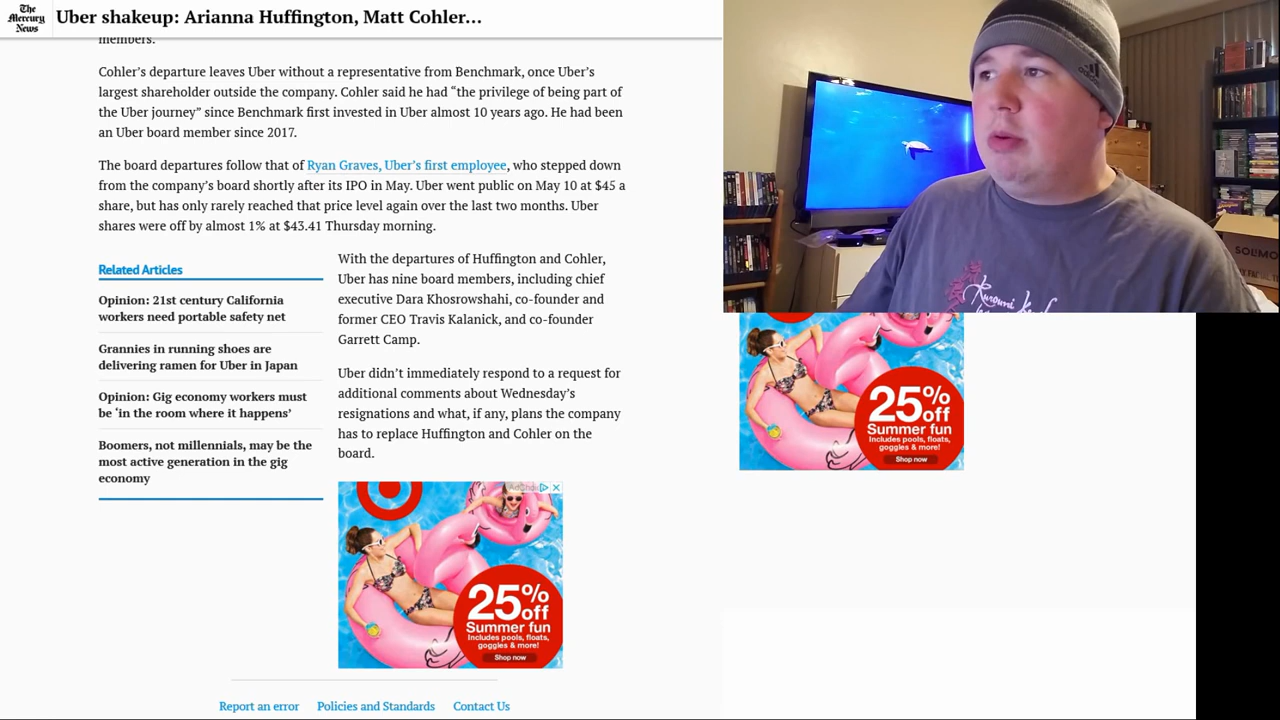 The
Mercury
News
Uber shakeup: Arianna Huffington, Matt Cohler...
members.
Cohler’s departure leaves Uber without a representative from Benchmark, once Uber’s
largest shareholder outside the company. Cohler said he had “the privilege of being part of
the Uber journey” since Benchmark first invested in Uber almost 10 years ago. He had been
an Uber board member since 2017.
The board departures follow that of Ryan Graves, Uber’s first employee, who stepped down
from the company’s board shortly after its IPO in May. Uber went public on May 10 at $45 a
share, but has only rarely reached that price level again over the last two months. Uber
shares were off by almost 1% at $43.41 Thursday morning.
Related Articles
Opinion: 21st century California
workers need portable safety net
Grannies in running shoes are
delivering ramen for Uber in Japan
Opinion: Gig economy workers must
be ‘in the room where it happens’
Boomers, not millennials, may be the
most active generation in the gig
economy
With the departures of Huffington and Cohler,
Uber has nine board members, including chief
executive Dara Khosrowshahi, co-founder and
former CEO Travis Kalanick, and co-founder
Garrett Camp.
Uber didn’t immediately respond to a request for
additional comments about Wednesday’s
resignations and what, if any, plans the company
has to replace Huffington and Cohler on the
board.
25%
off
Summer fun
Includes pools, floats,
goggles & more!
Shop now
Report an error Policies and Standards Contact Us
adidas
25%
off
Summer fun
Includes pools, floats,
goggles & more!
Shop now